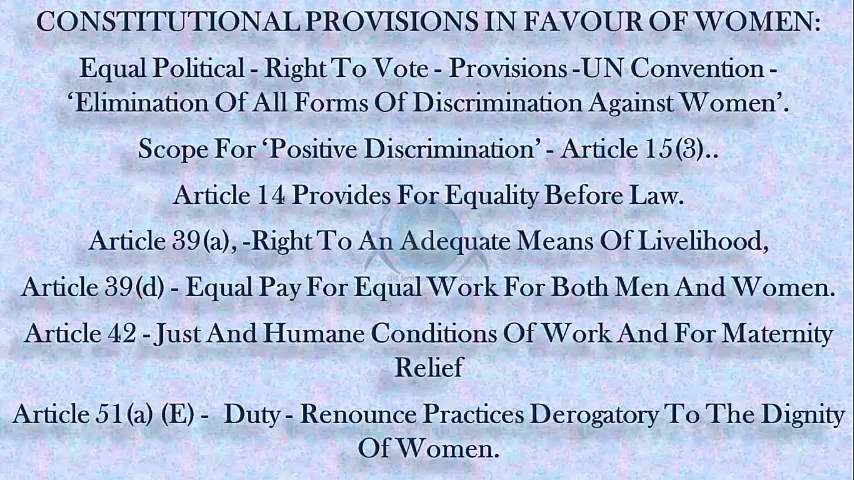 CONSTITUTIONAL PROVISIONS IN FAVOUR OF WOMEN:
Equal Political - Right To Vote - Provisions -UN Convention -
‘Elimination Of All Forms Of Discrimination Against Women’.
Scope For ‘Positive Discrimination’ - Article 15(3)..
Article 14 Provides For Equality Before Law.
Article 39(a), -Right To An Adequate Means Of Livelihood,
Article 39(d) - Equal Pay For Equal Work For Both Men And Women.
Article 42 -Just And Humane Conditions Of Work And For Maternity
Relief
Article 51(a) (E) - Duty - Renounce Practices Derogatory To The Dignity
Of Women.